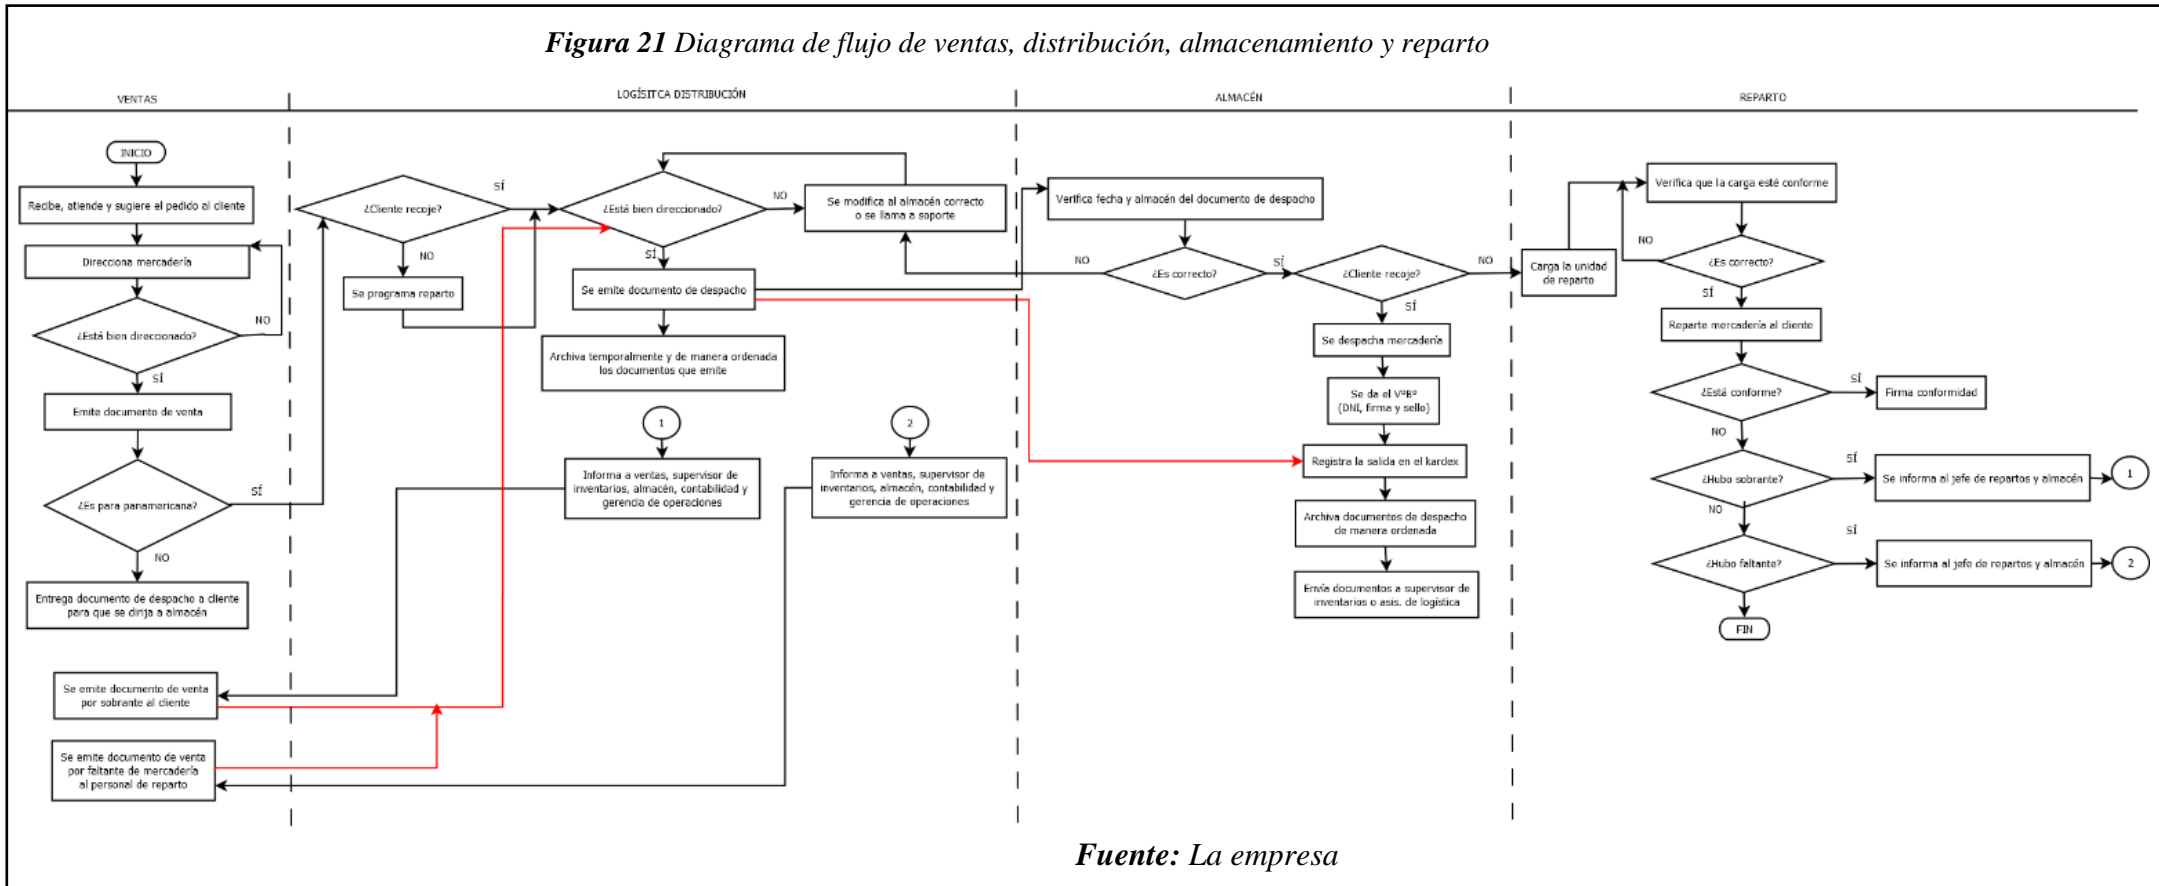 Figura 21 Diagrama de flujo de ventas, distribución, almacenamiento y reparto
VENTAS
LOGÍSITCA DISTRIBUCIÓN
ALMACÉN
REPARTO
INICIO
Recibe, atiende y sugiere el pedido al cliente
Direcciona mercadería
¿Está bien direccionado?
NO
SÍ
Emite documento de venta
¿Es para panamericana?
SÍ
NO
Entrega documento de despacho a cliente
para que se dirija a almacén
Se emite documento de venta
por sobrante al cliente
Se emite documento de venta
por faltante de mercadería
al personal de reparto
¿Cliente recoje?
SÍ
NO
Se programa reparto
¿Está bien direccionado?
NO
SÍ
Se modifica al almacén correcto
o se llama a soporte
Se emite documento de despacho
Archiva temporalmente y de manera ordenada
los documentos que emite
1
Informa a ventas, supervisor de
inventarios, almacén, contabilidad y
gerencia de operaciones
2
Informa a ventas, supervisor de
inventarios, almacén, contabilidad y
gerencia de operaciones
Verifica fecha y almacén del documento de despacho
¿Es correcto?
NO
SÍ
¿Cliente recoje?
NO
SÍ
Se despacha mercadería
Se da el VºBº
(DNI, firma y sello)
Registra la salida en el kardex
Archiva documentos de despacho
de manera ordenada
Envía documentos a supervisor de
inventarios o asis. de logística
Carga la unidad
de reparto
Verifica que la carga esté conforme
¿Es correcto?
NO
SÍ
Reparte mercadería al cliente
¿Está conforme?
SÍ
Firma conformidad
NO
¿Hubo sobrante?
SÍ
Se informa al jefe de repartos y almacén
1
NO
¿Hubo faltante?
SÍ
Se informa al jefe de repartos y almacén
2
FIN
Fuente: La empresa